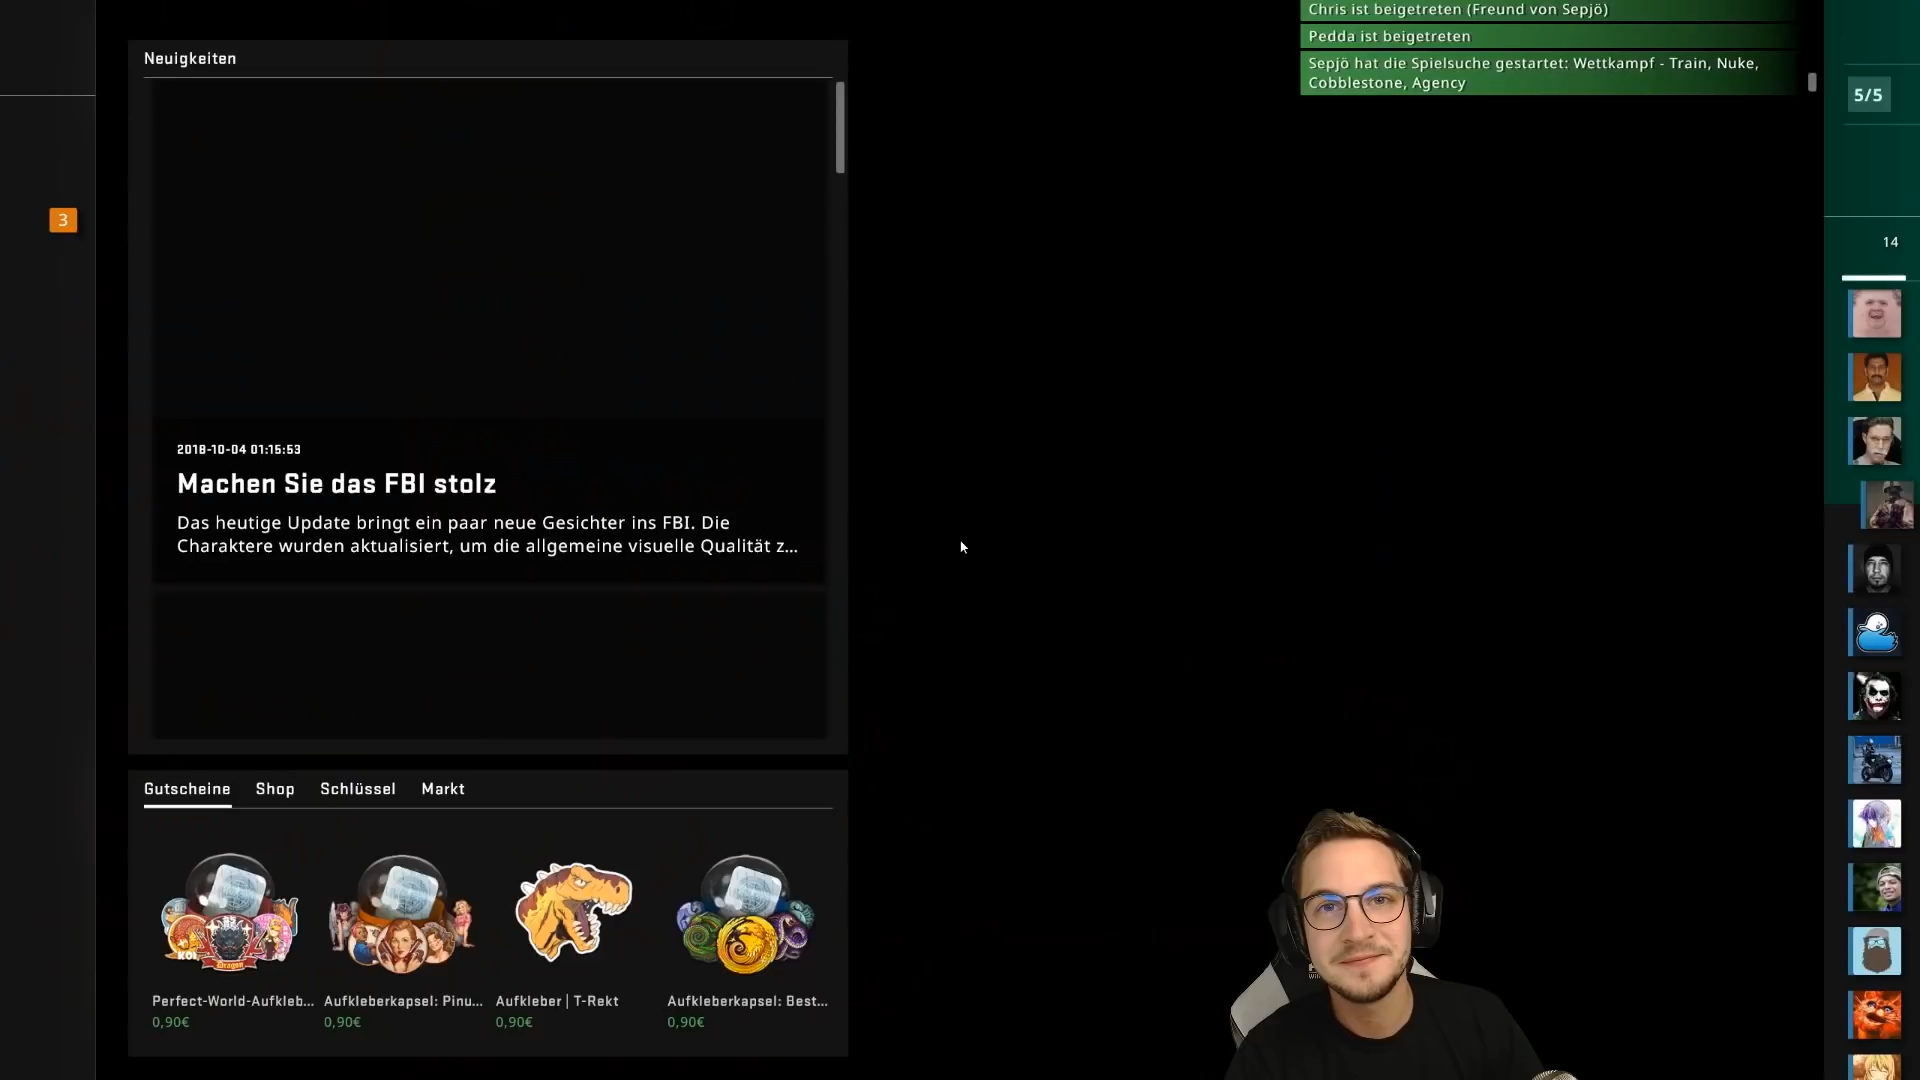 Chris ist beigetreten (Freund von Sepjö)
Pedda ist beigetreten
Sepjö hat die Spielsuche gestartet: Wettkampf - Train, Nuke,
Cobblestone, Agency
5/5
Neuigkeiten
3
14
2018-10-04 01:15:53
Machen Sie das FBI stolz
Das heutige Update bringt ein paar neue Gesichter ins FBI. Die
Charaktere wurden aktualisiert, um die allgemeine visuelle Qualität z...
Gutscheine
Shop
Schlüssel
Markt
KOI
Dragon
Perfect-World-Aufkleb...
0,90€
Aufkleberkapsel: Pinu...
0,90€
Aufkleber | T-Rekt
0,90€
Aufkleberkapsel: Best...
0,90€